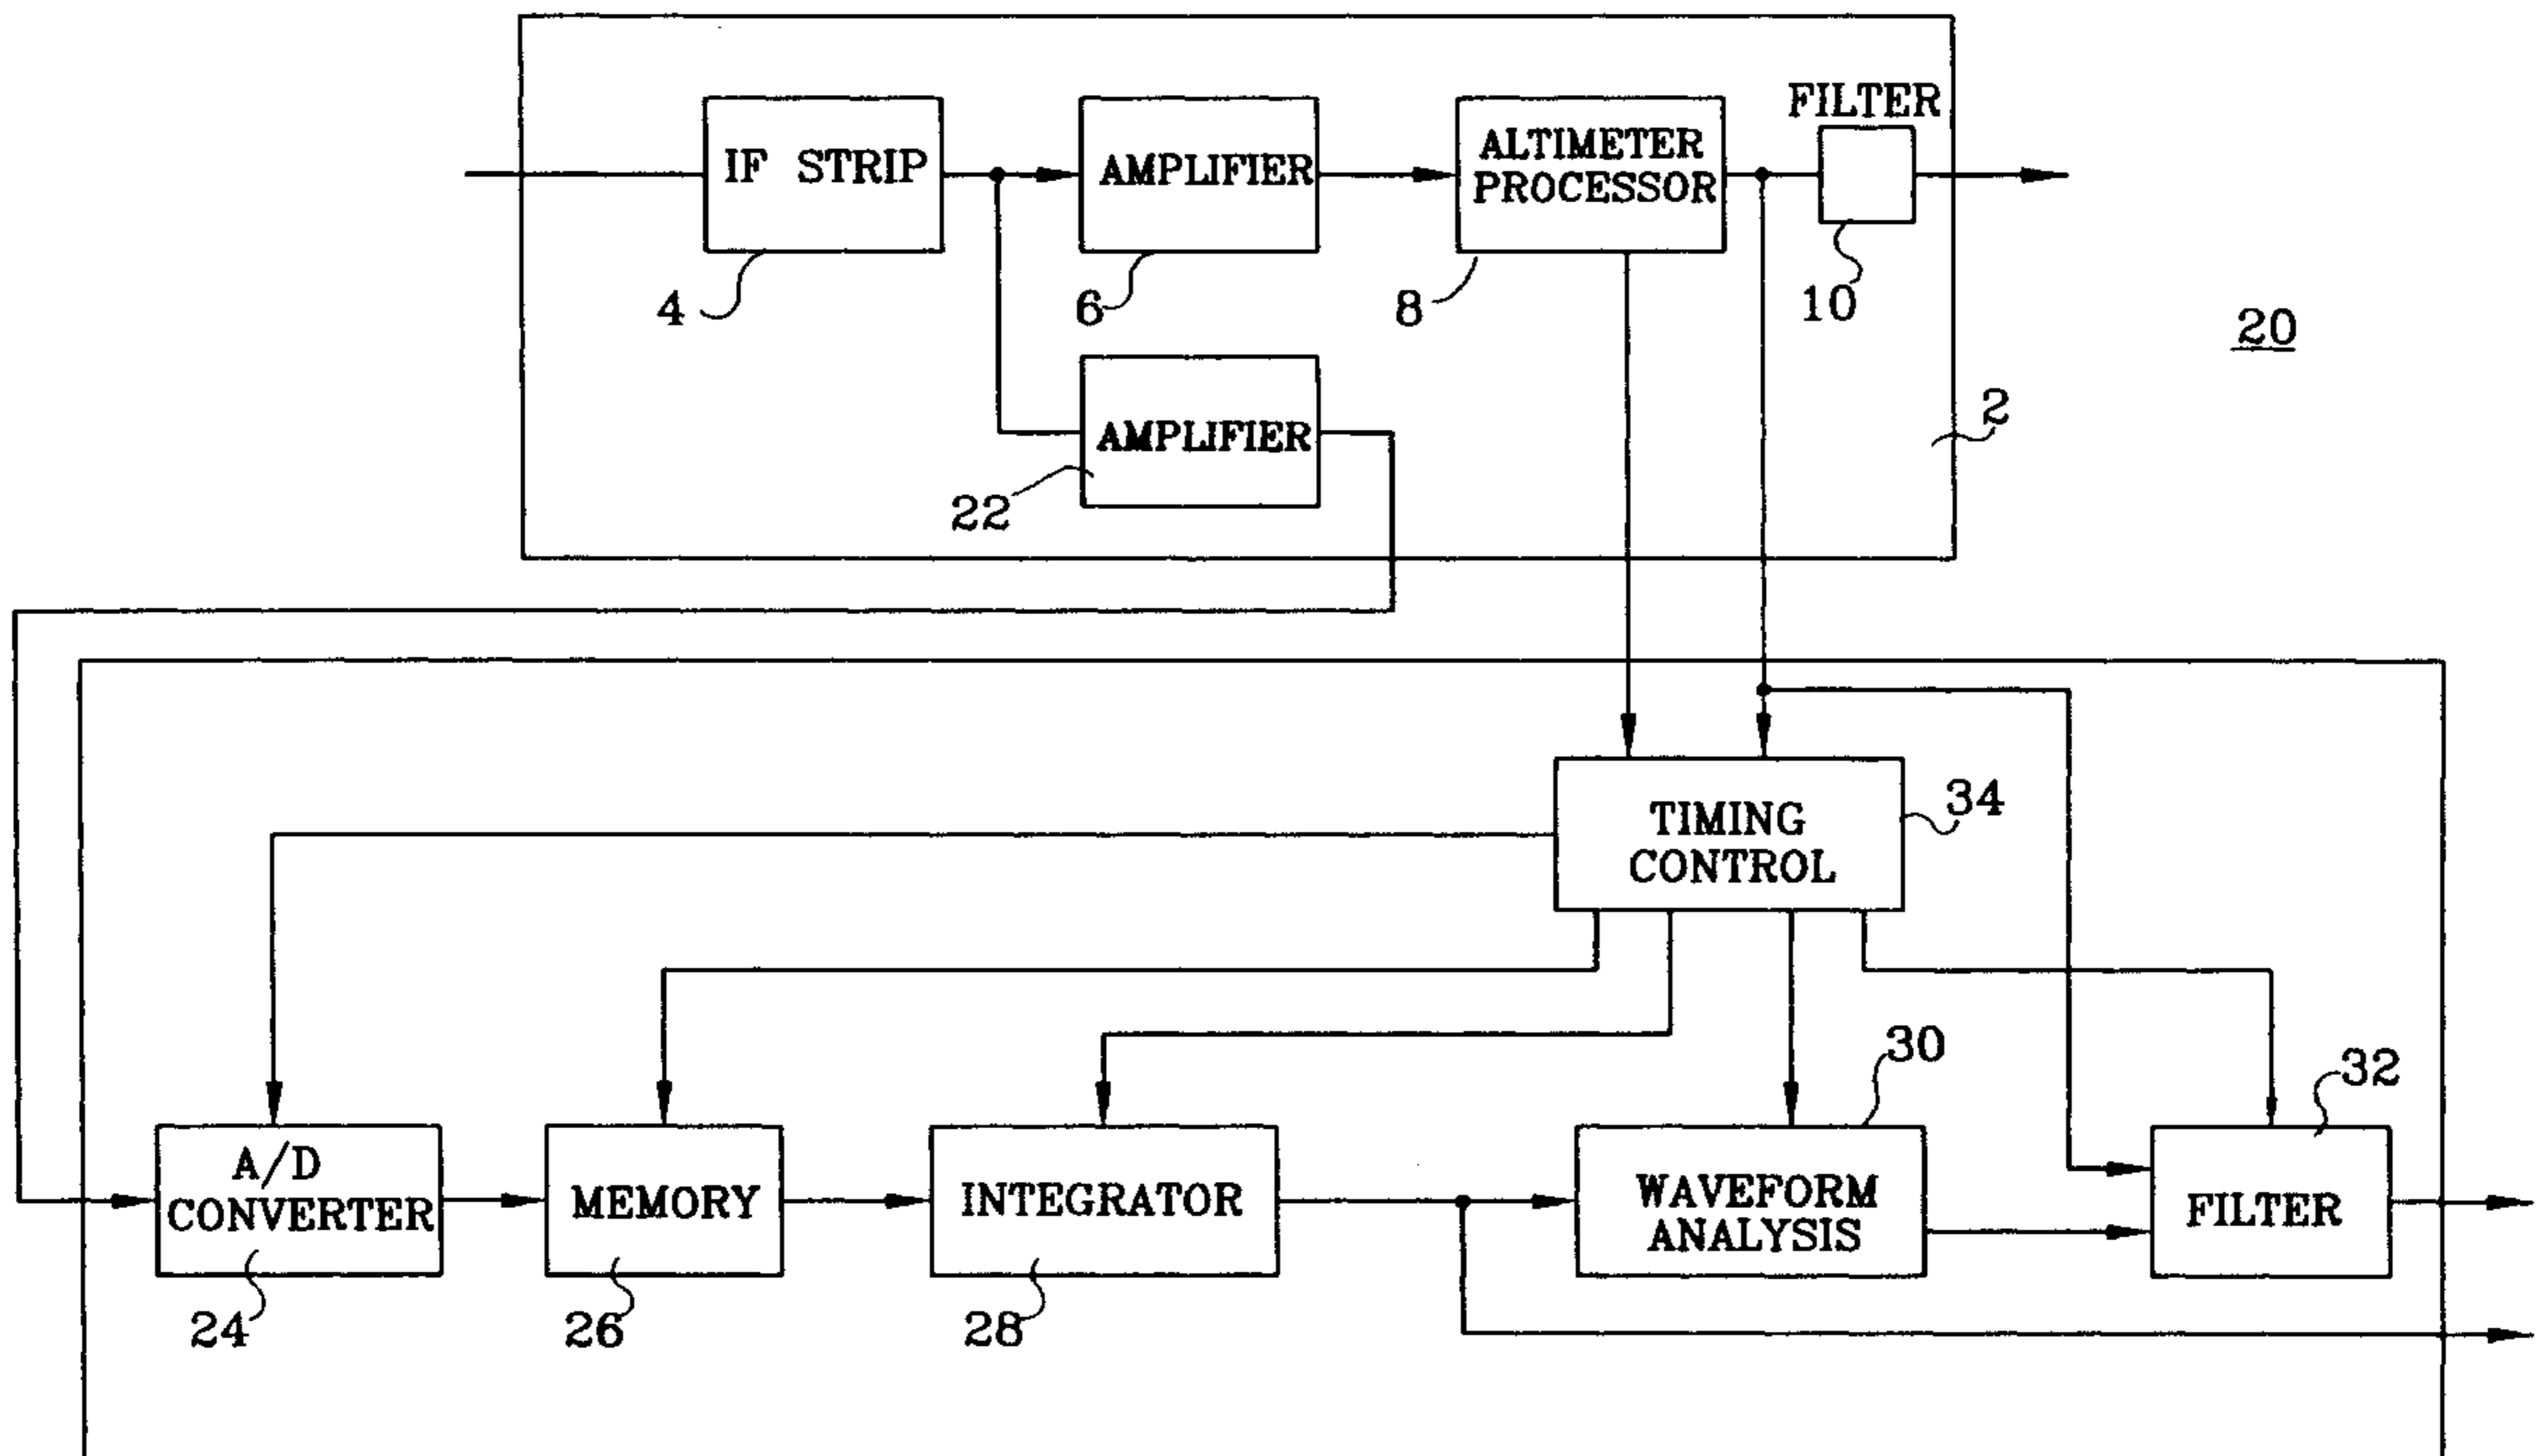 FILTER
IF STRIP
AMPLIFIER
ALTIMETER
PROCESSOR
4
6
8
10
20
AMPLIFIER
2
22
TIMING
CONTROL
34
30
32
A/D
CONVERTER
MEMORY
INTEGRATOR
WAVEFORM
ANALYSIS
FILTER
24
26
28